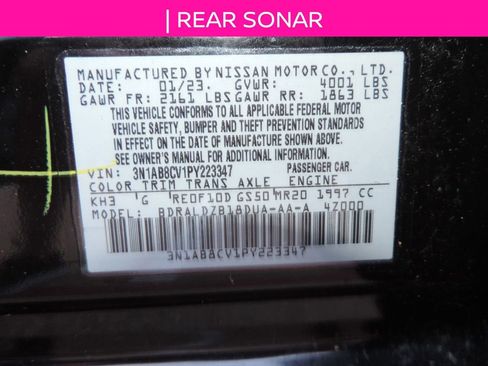 | REAR SONAR
MANUFACTURED BY NISSAN MOTOR CO., LTD.
DATE: 01/23. GVWR: 4001 LBS
GAWR FR: 2161 LBS GAWR RR: 1863 LBS
THIS VEHICLE CONFORMS TO ALL APPLICABLE FEDERAL MOTOR
VEHICLE SAFETY, BUMPER AND THEFT PREVENTION STANDARDS
IN EFFECT ON THE DATE OF MANUFACTURE SHOWN ABOVE.
SEE OWNER'S MANUAL FOR ADDITIONAL INFORMATION.
VIN: 3N1AB8CV1PY223347 PASSENGER CAR.
COLOR TRIM TRANS AXLE ENGINE
KH3 G RE0F10D GS50 MR20 1997 CC
MODEL: BDRALDZB18DUA-AA-A 4Z000
3N1AB8CV1PY223347